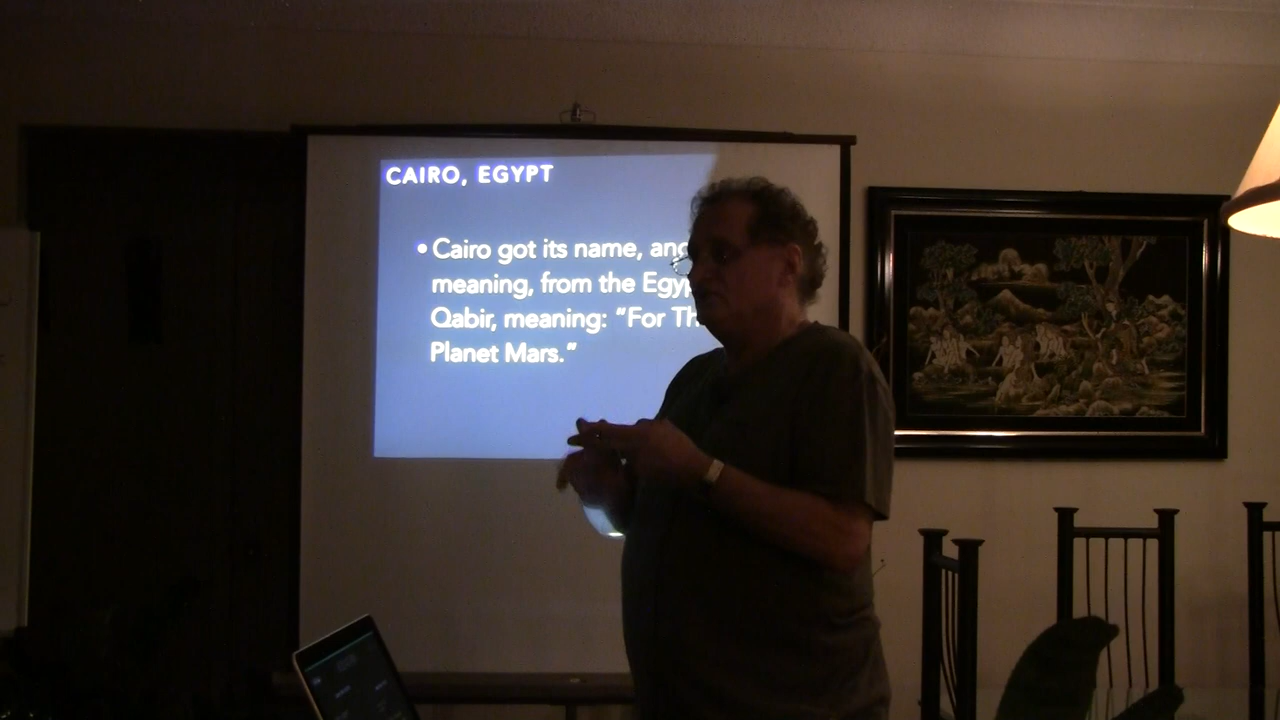 CAIRO, EGYPT
• Cairo got its name, and
meaning, from the
Qabir, meaning: "For
Planet Mars."